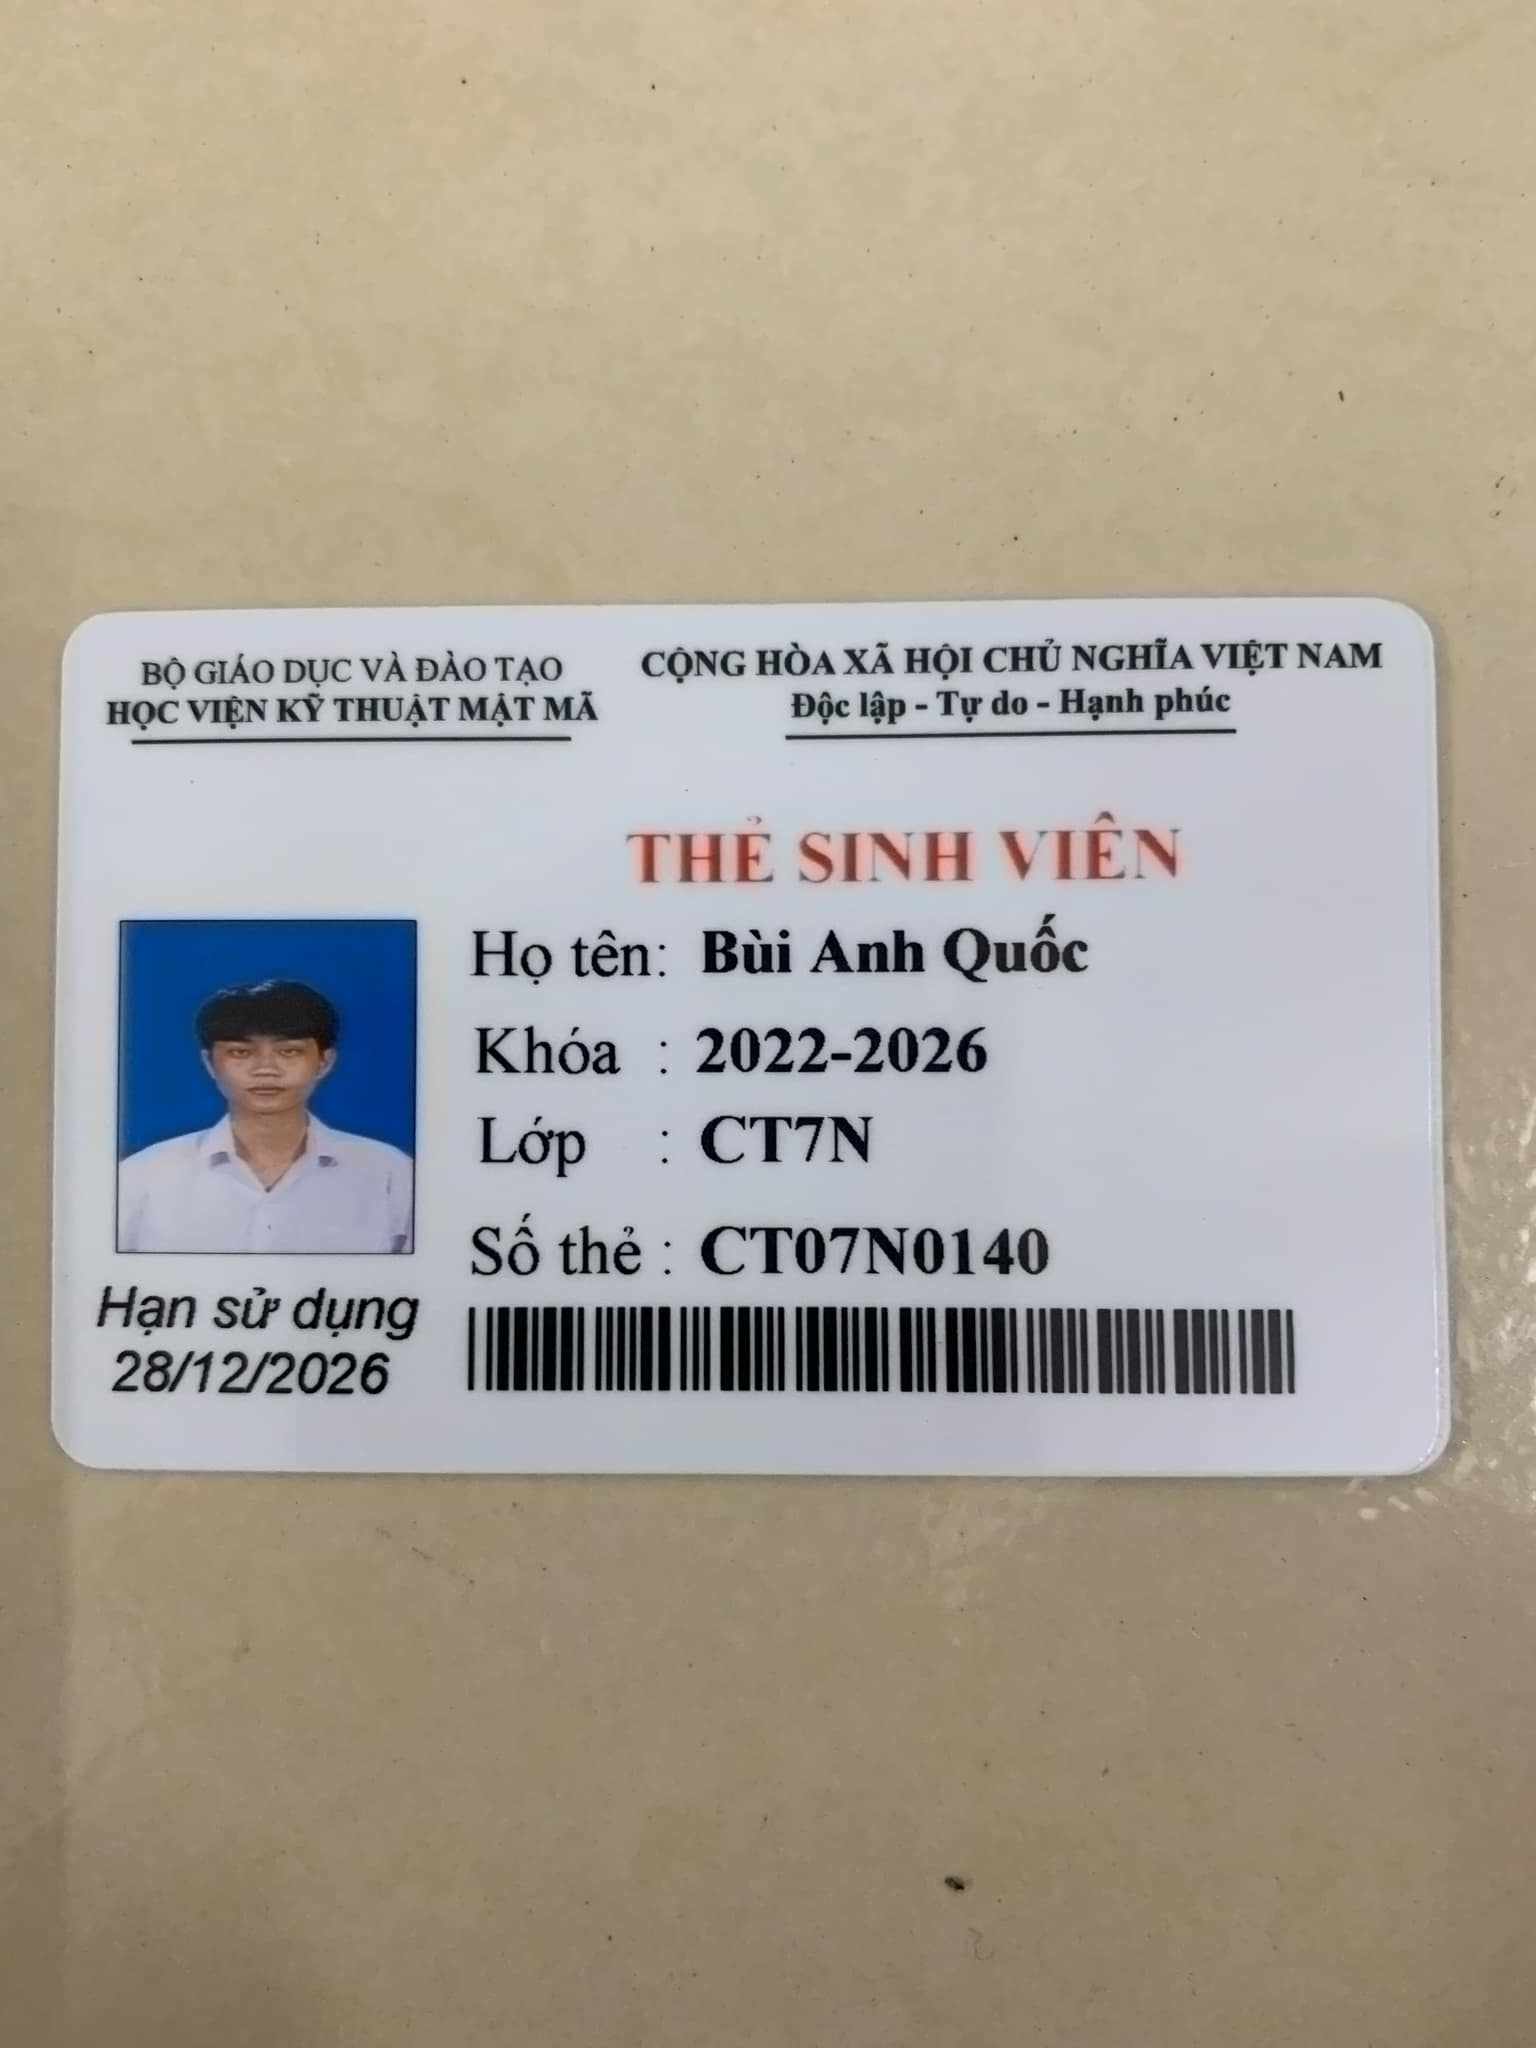 BỘ GIÁO DỤC VÀ ĐÀO TẠO
HỌC VIỆN KỸ THUẬT MẬT MÃ
CỘNG HÒA XÃ HỘI CHỦ NGHĨA VIỆT NAM
Độc lập - Tự do - Hạnh phúc
THẺ SINH VIÊN
Họ tên: Bùi Anh Quốc
Khóa : 2022-2026
Lớp : CT7N
Số thẻ : CT07N0140
Hạn sử dụng
28/12/2026